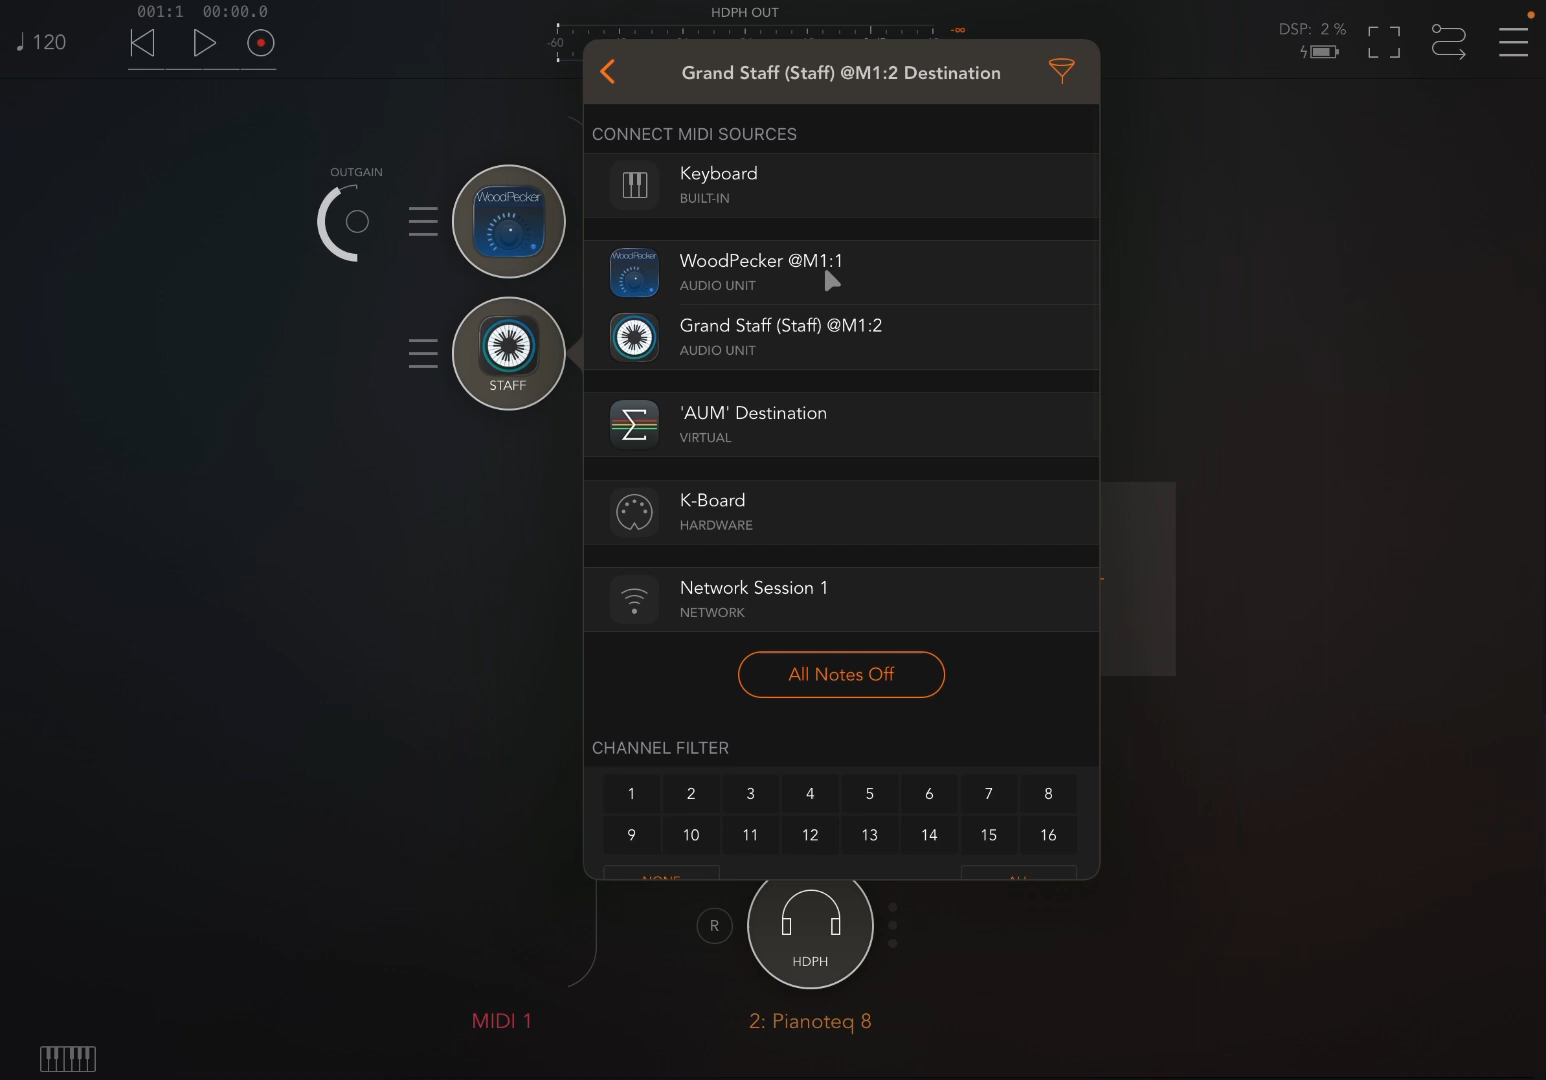 001:1 00:00.0
HDPH OUT
♩ 120
-60
-∞
DSP: 2 %
Grand Staff (Staff) @M1:2 Destination
CONNECT MIDI SOURCES
Keyboard
BUILT-IN
OUTGAIN
WoodPecker
WoodPecker
WoodPecker @M1:1
AUDIO UNIT
Grand Staff (Staff) @M1:2
AUDIO UNIT
STAFF
'AUM' Destination
VIRTUAL
K-Board
HARDWARE
Network Session 1
NETWORK
All Notes Off
CHANNEL FILTER
1 2 3 4 5 6 7 8
9 10 11 12 13 14 15 16
NONE ALL
R
HDPH
MIDI 1
2: Pianoteq 8